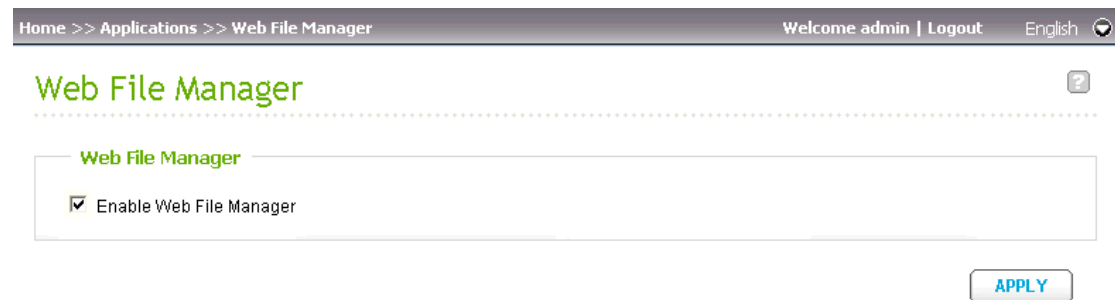 Home >> Applications >> Web File Manager Welcome admin | Logout English
Web File Manager ?
Web File Manager
Enable Web File Manager
APPLY